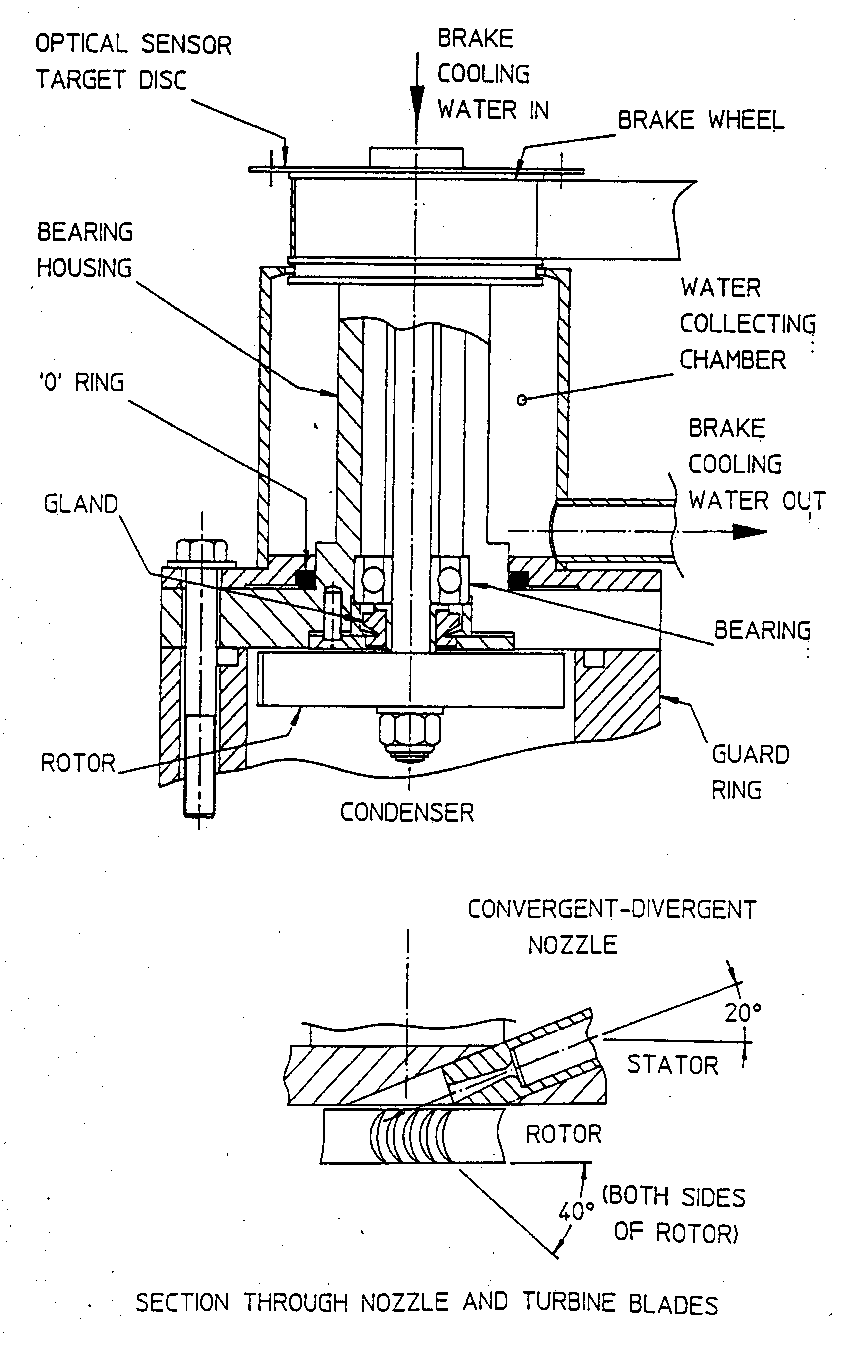 OPTICAL SENSOR
TARGET DISC
BRAKE
COOLING
WATER IN
BRAKE WHEEL
BEARING
HOUSING
WATER
COLLECTING
CHAMBER
'O' RING
BRAKE
COOLING
WATER OUT
GLAND
BEARING
ROTOR
GUARD
RING
CONDENSER
CONVERGENT-DIVERGENT
NOZZLE
20°
STATOR
ROTOR
40°
(BOTH SIDES
OF ROTOR)
SECTION THROUGH NOZZLE AND TURBINE BLADES